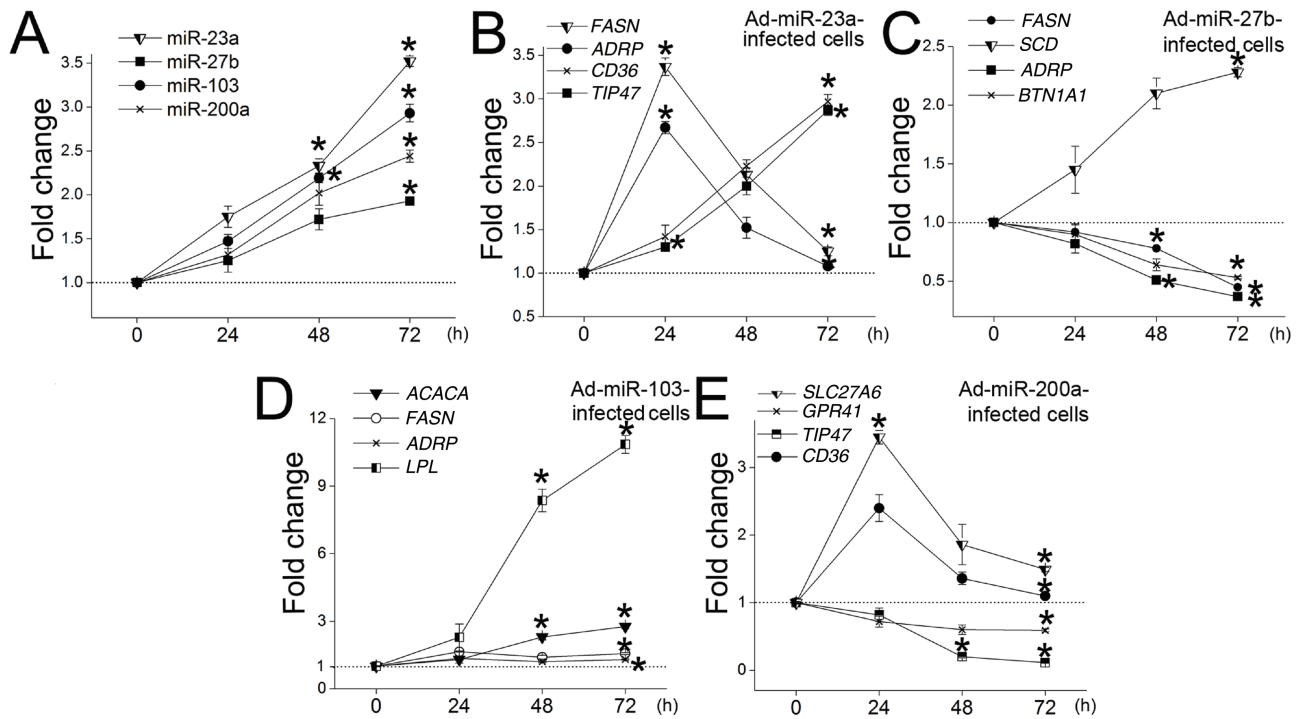 A
miR-23a
miR-27b
miR-103
miR-200a
Fold change
3.5
3.0
2.5
2.0
1.5
1.0
0 24 48 72 (h)
* * * * * *
B
FASN
ADRP
CD36
TIP47
Ad-miR-23a-
infected cells
Fold change
3.5
3.0
2.5
2.0
1.5
1.0
0.5
0 24 48 72 (h)
* * * * * * *
C
FASN
SCD
ADRP
BTN1A1
Ad-miR-27b-
infected cells
Fold change
2.5
2.0
1.5
1.0
0.5
0 24 48 72 (h)
* * * * * *
D
ACACA
FASN
ADRP
LPL
Ad-miR-103-
infected cells
Fold change
12
9
6
3
1
0
0 24 48 72 (h)
* * * * * *
E
SLC27A6
GPR41
TIP47
CD36
Ad-miR-200a-
infected cells
Fold change
3
2
1
0
0 24 48 72 (h)
* * * * * *